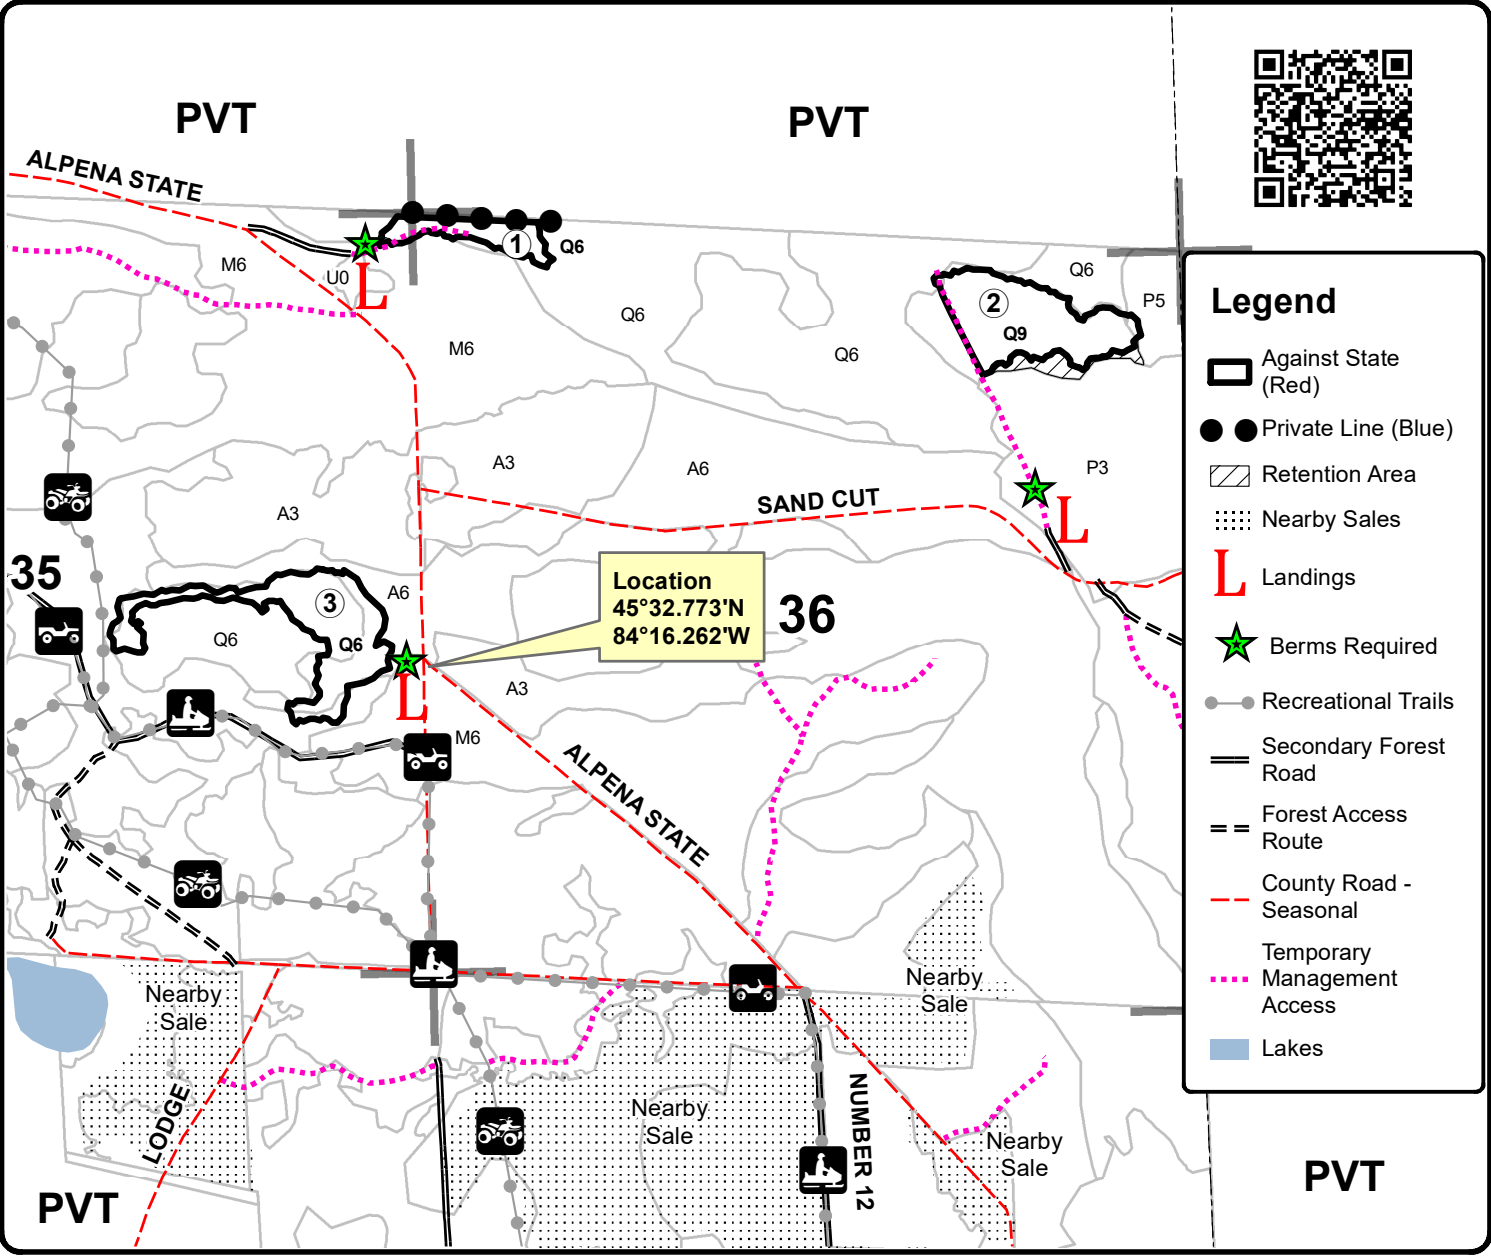 PVT
PVT
ALPENA STATE
1
Q6
M6
U0
L
Q6
2
Q9
Q6
P5
M6
Q6
A3
A6
P3
SAND CUT
L
A3
35
3
A6
Q6
Q6
Location
45°32.773'N
84°16.262'W
36
L
A3
M6
ALPENA STATE
Nearby
Sale
Nearby
Sale
LODGE
Nearby
Sale
NUMBER 12
Nearby
Sale
PVT
PVT
Legend
Against State
(Red)
Private Line (Blue)
Retention Area
Nearby Sales
L
Landings
Berms Required
Recreational Trails
Secondary Forest
Road
Forest Access
Route
County Road -
Seasonal
Temporary
Management
Access
Lakes